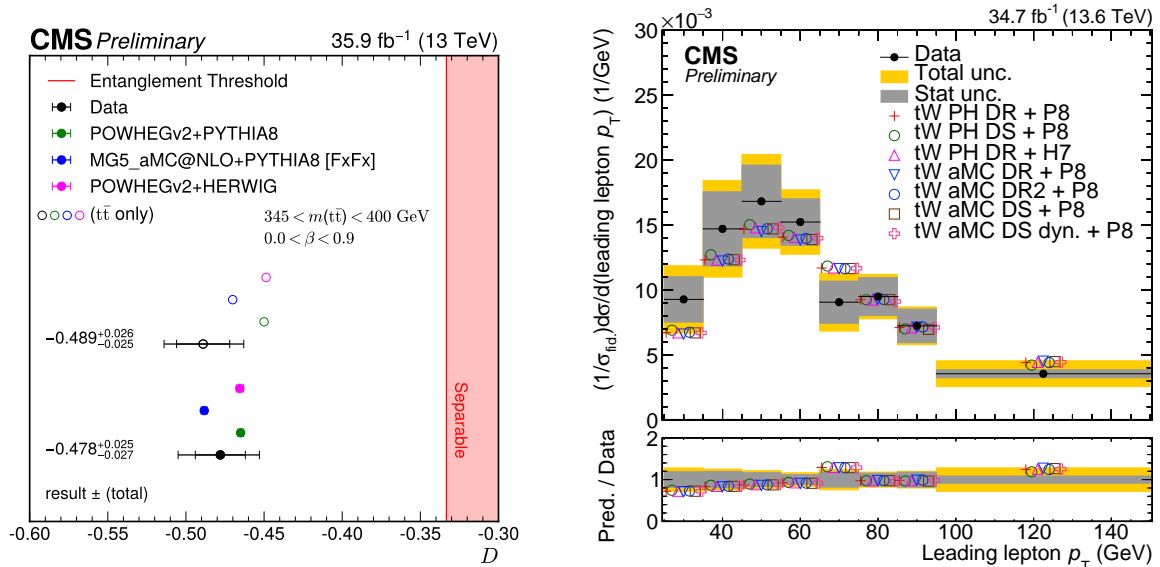 CMS Preliminary 35.9 fb⁻¹ (13 TeV)
Entanglement Threshold
Data
POWHEGv2+PYTHIA8
MG5_aMC@NLO+PYTHIA8 [FxFx]
POWHEGv2+HERWIG
(tt̄ only)
345 < m(tt̄) < 400 GeV
0.0 < β < 0.9
−0.489 +0.026 −0.025
−0.478 +0.025 −0.027
result ± (total)
Separable
-0.60 -0.55 -0.50 -0.45 -0.40 -0.35 -0.30
D
×10⁻³ 34.7 fb⁻¹ (13.6 TeV)
CMS
Preliminary
Data
Total unc.
Stat unc.
tW PH DR + P8
tW PH DS + P8
tW PH DR + H7
tW aMC DR + P8
tW aMC DR2 + P8
tW aMC DS + P8
tW aMC DS dyn. + P8
(1/σ_fid.)dσ/d(leading lepton p_T) (1/GeV)
30
25
20
15
10
5
0
Pred. / Data
2
1
0
40 60 80 100 120 140
Leading lepton p_T (GeV)